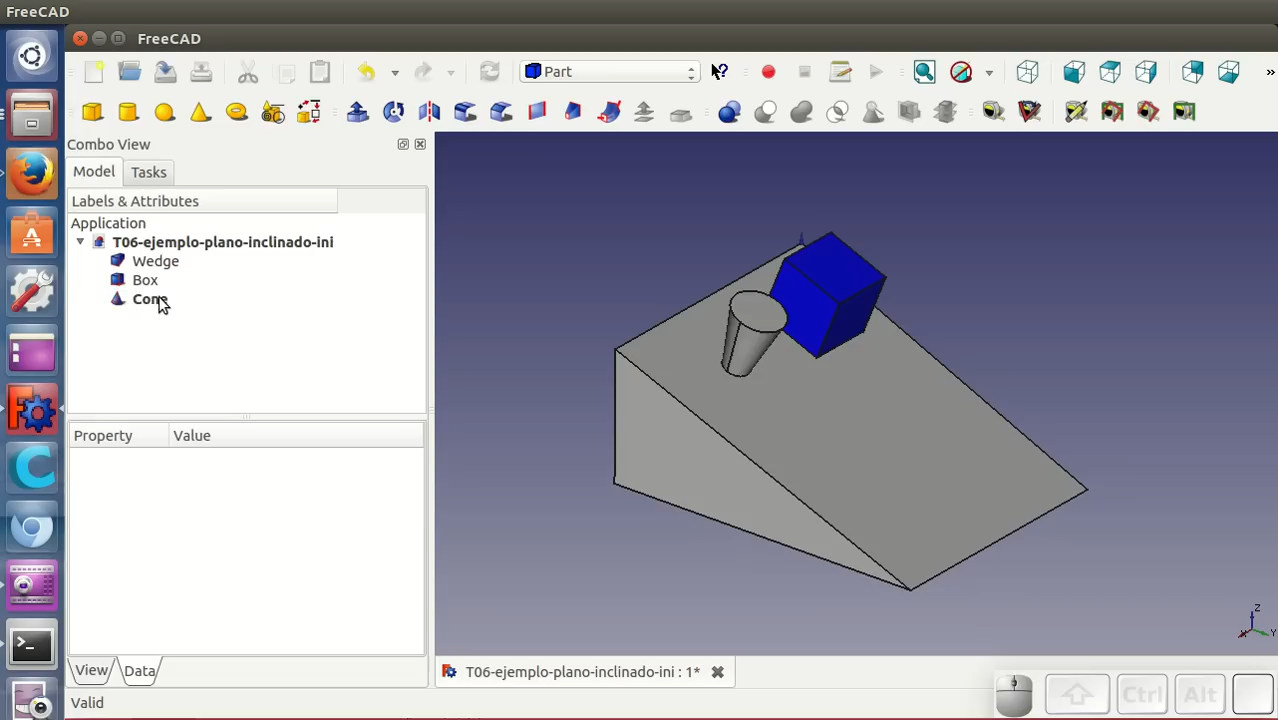 FreeCAD
FreeCAD
Part
»
Combo View
Model Tasks
Labels & Attributes
Application
T06-ejemplo-plano-inclinado-ini
Wedge
Box
Cone
Property Value
View Data
T06-ejemplo-plano-inclinado-ini : 1*
Z
X Y
Valid
Ctrl Alt